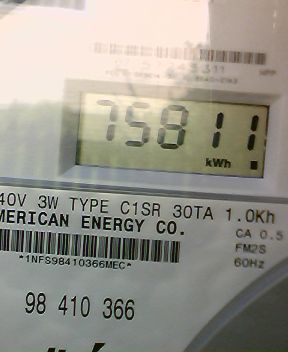 75811
kWh
40V 3W TYPE C1SR 30TA 1.0Kh
MERICAN ENERGY CO.
CA 0.5
FM2S
60Hz
*1NFS98410366MEC*
98 410 366